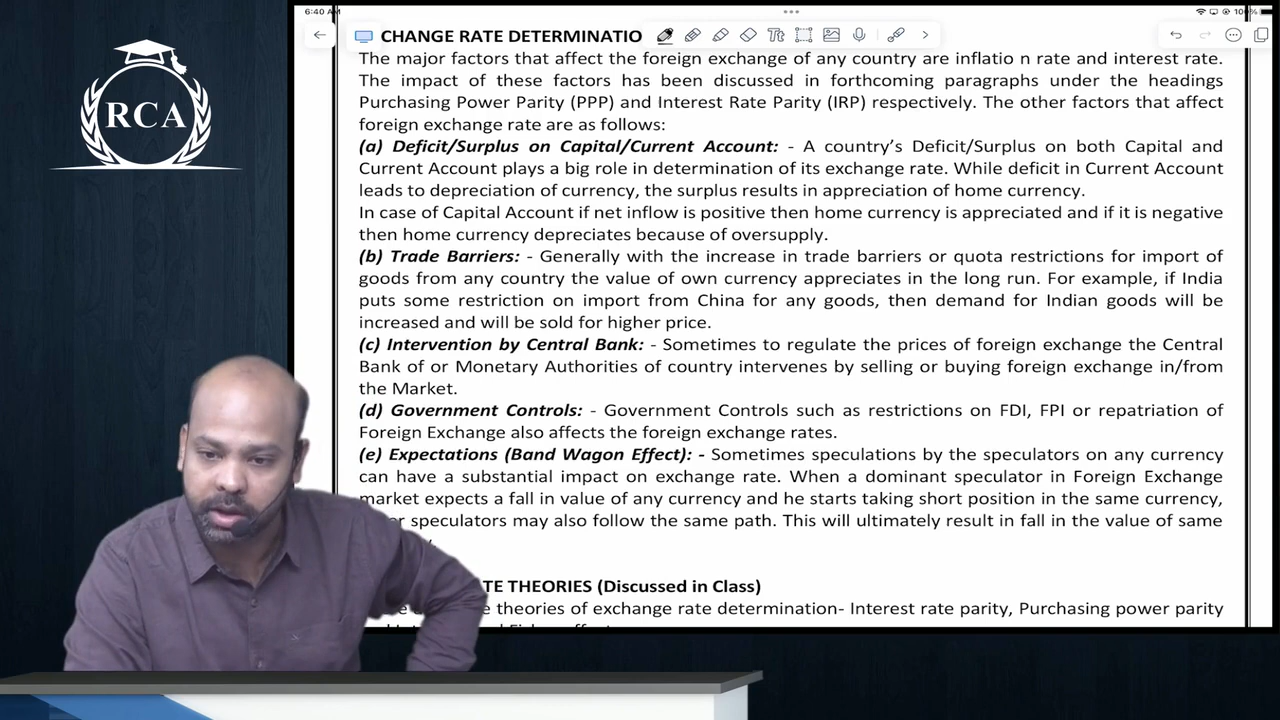 6:40 AM
100%
CHANGE RATE DETERMINATIO
The major factors that affect the foreign exchange of any country are inflatio n rate and interest rate.
The impact of these factors has been discussed in forthcoming paragraphs under the headings
Purchasing Power Parity (PPP) and Interest Rate Parity (IRP) respectively. The other factors that affect
foreign exchange rate are as follows:
(a) Deficit/Surplus on Capital/Current Account: - A country's Deficit/Surplus on both Capital and
Current Account plays a big role in determination of its exchange rate. While deficit in Current Account
leads to depreciation of currency, the surplus results in appreciation of home currency.
In case of Capital Account if net inflow is positive then home currency is appreciated and if it is negative
then home currency depreciates because of oversupply.
(b) Trade Barriers: - Generally with the increase in trade barriers or quota restrictions for import of
goods from any country the value of own currency appreciates in the long run. For example, if India
puts some restriction on import from China for any goods, then demand for Indian goods will be
increased and will be sold for higher price.
(c) Intervention by Central Bank: - Sometimes to regulate the prices of foreign exchange the Central
Bank of or Monetary Authorities of country intervenes by selling or buying foreign exchange in/from
the Market.
(d) Government Controls: - Government Controls such as restrictions on FDI, FPI or repatriation of
Foreign Exchange also affects the foreign exchange rates.
(e) Expectations (Band Wagon Effect): - Sometimes speculations by the speculators on any currency
can have a substantial impact on exchange rate. When a dominant speculator in Foreign Exchange
market expects a fall in value of any currency and he starts taking short position in the same currency,
speculators may also follow the same path. This will ultimately result in fall in the value of same
TE THEORIES (Discussed in Class)
theories of exchange rate determination- Interest rate parity, Purchasing power parity
RCA